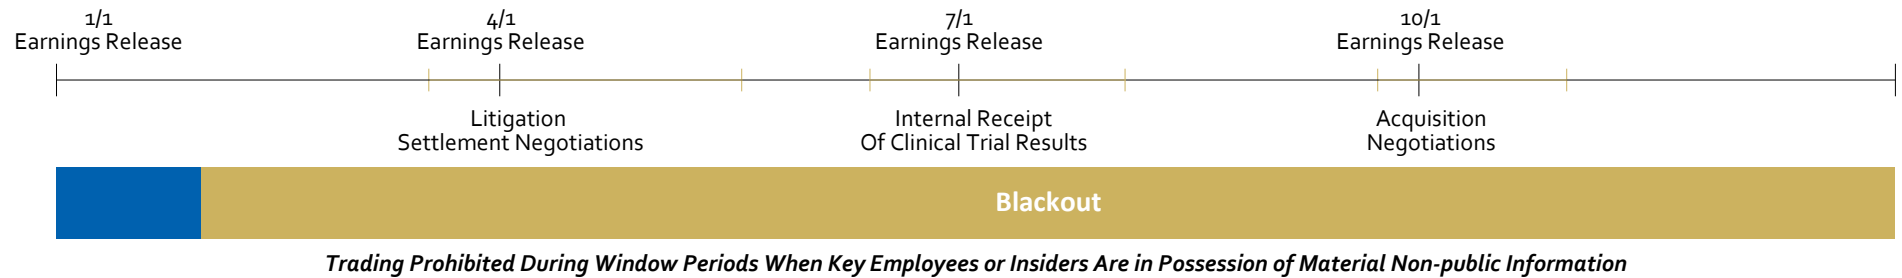 1/1
Earnings Release
4/1
Earnings Release
7/1
Earnings Release
10/1
Earnings Release
Litigation
Settlement Negotiations
Internal Receipt
Of Clinical Trial Results
Acquisition
Negotiations
Blackout
Trading Prohibited During Window Periods When Key Employees or Insiders Are in Possession of Material Non-public Information